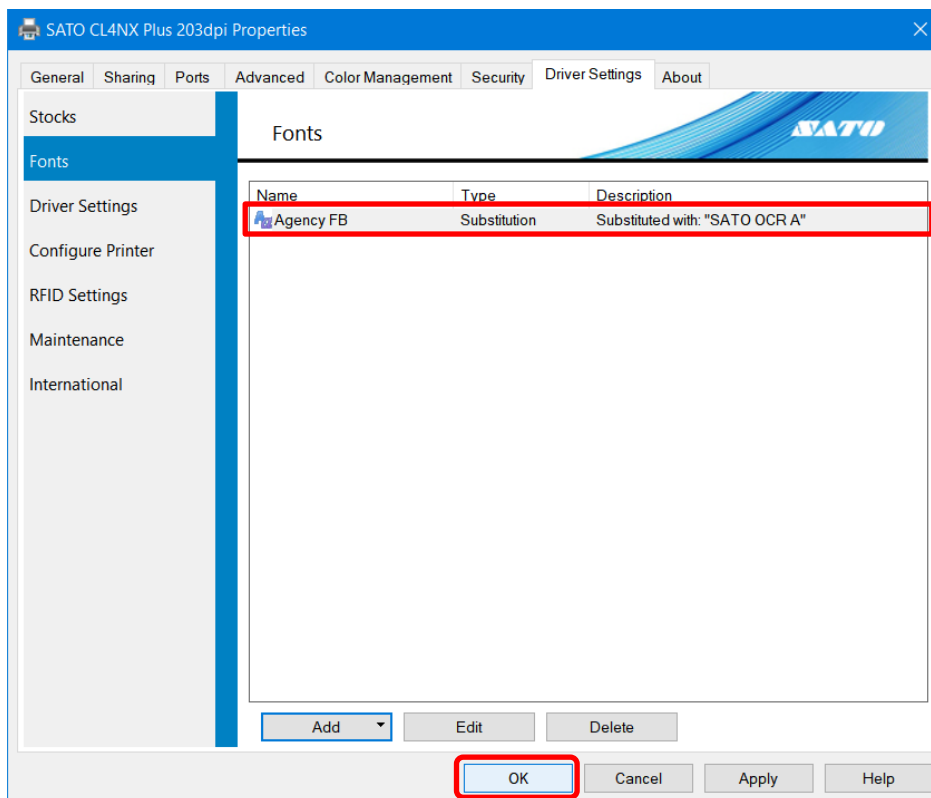 SATO CL4NX Plus 203dpi Properties
General Sharing Ports Advanced Color Management Security Driver Settings About
Stocks
Fonts
Driver Settings
Configure Printer
RFID Settings
Maintenance
International
Fonts
SATO
Name Type Description
Agency FB Substitution Substituted with: "SATO OCR A"
Add Edit Delete
OK Cancel Apply Help